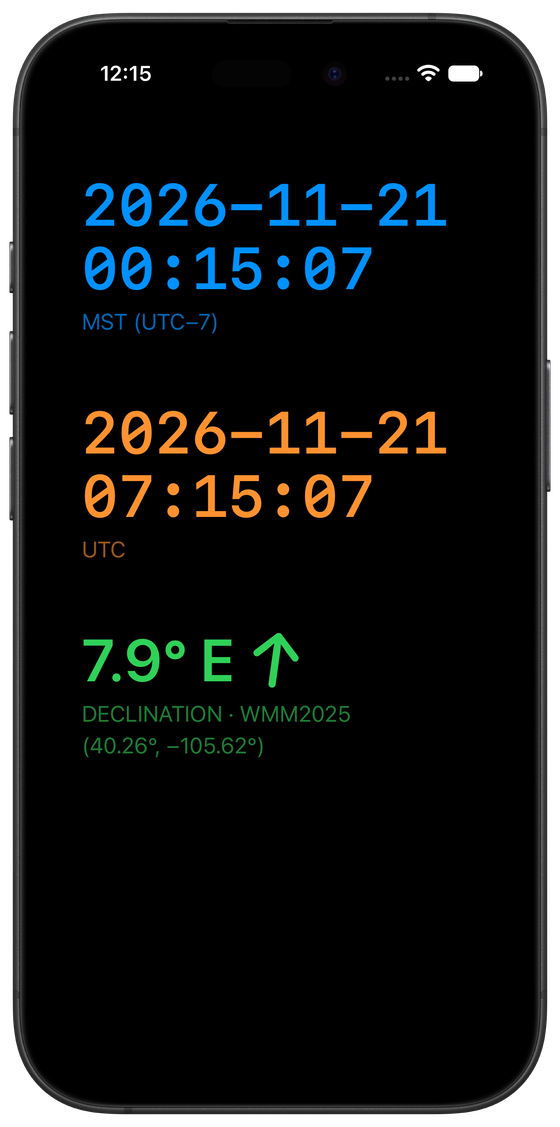 12:15
2026–11–21
00:15:07
MST (UTC–7)
2026–11–21
07:15:07
UTC
7.9° E ↑
DECLINATION · WMM2025
(40.26°, –105.62°)